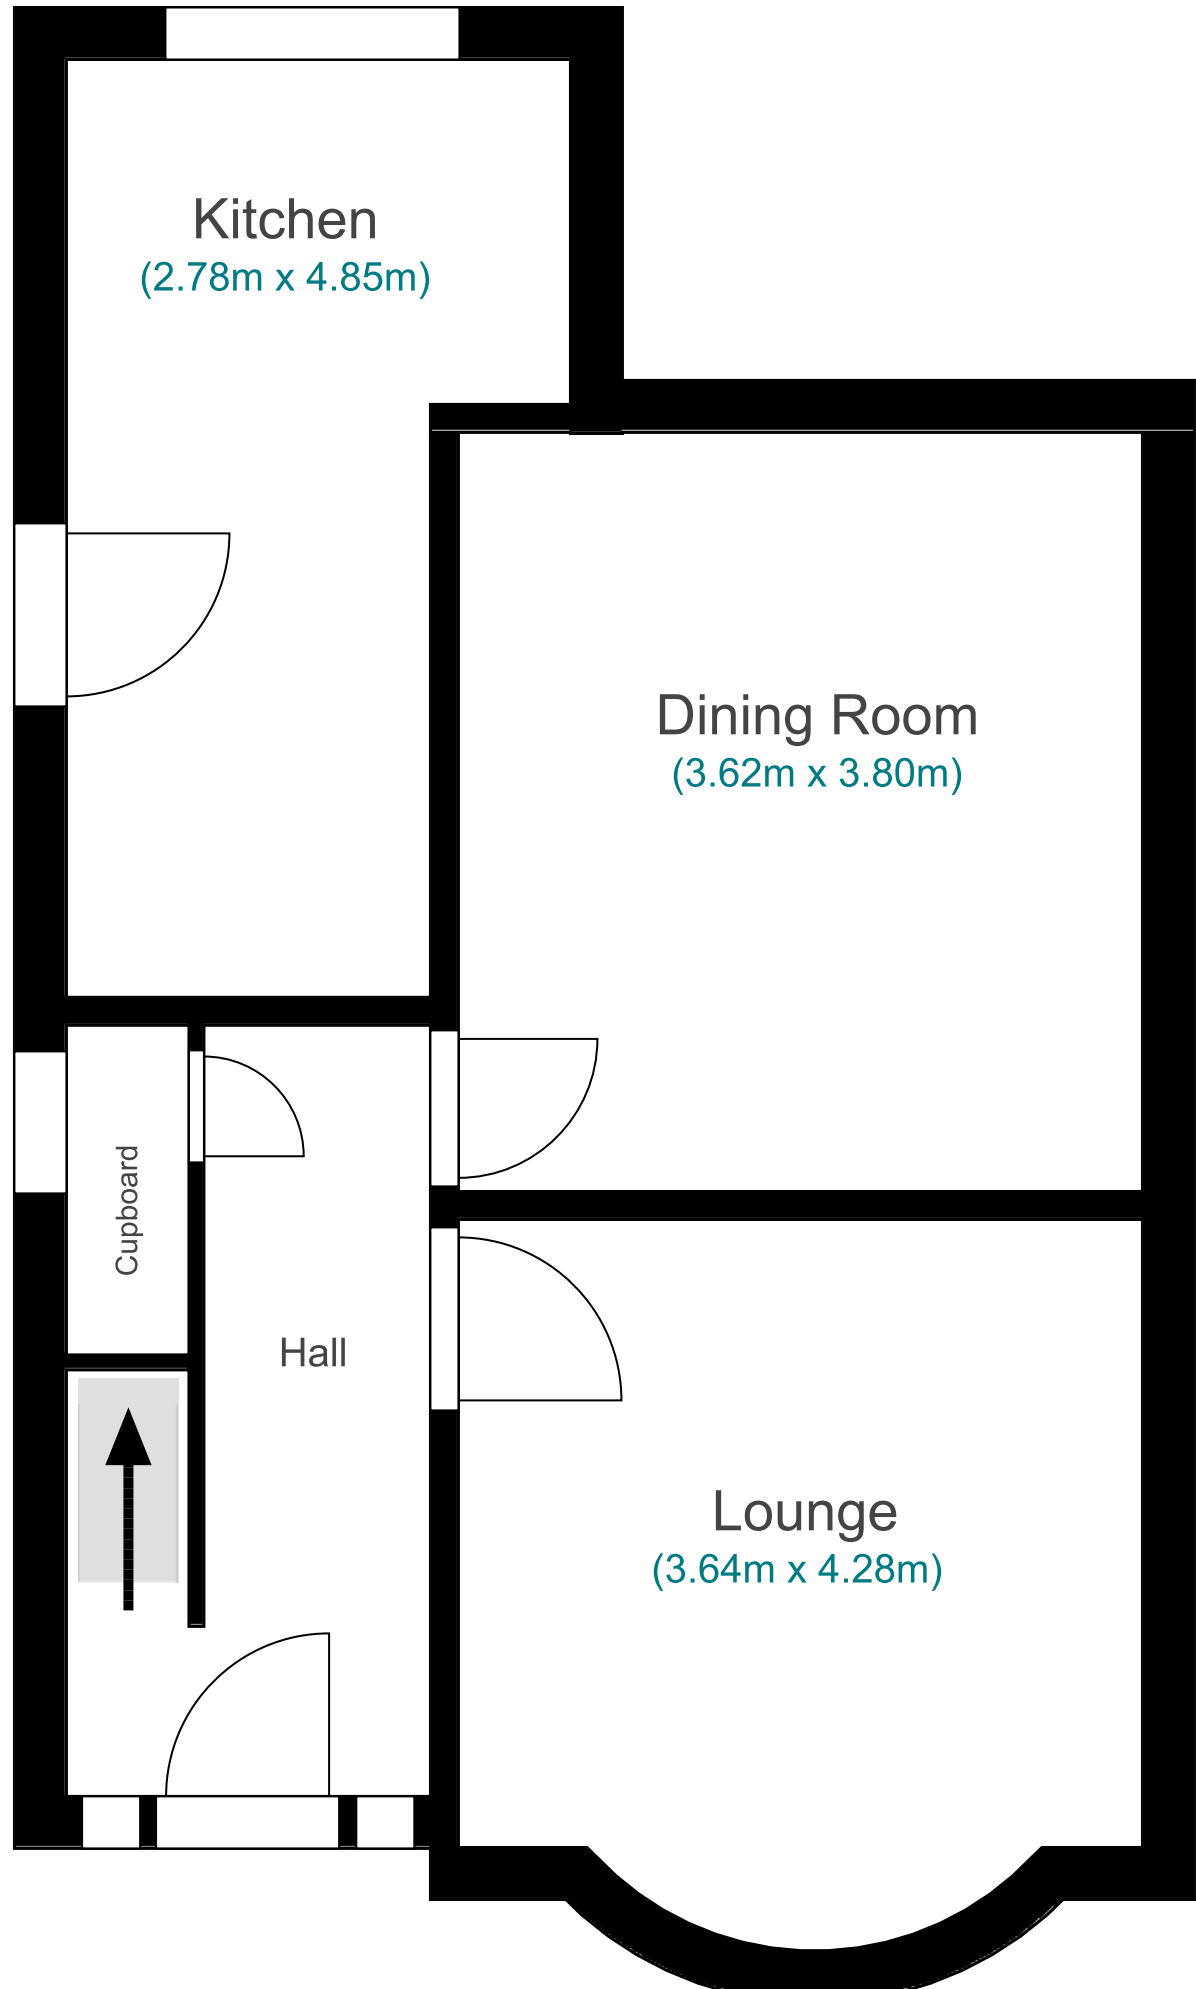 Kitchen
(2.78m x 4.85m)
Dining Room
(3.62m x 3.80m)
Cupboard
Hall
Lounge
(3.64m x 4.28m)